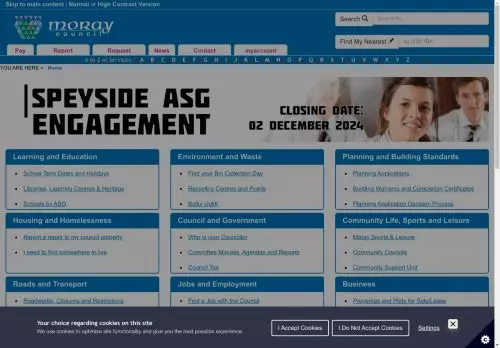 Skip to main content | Normal or High Contrast Version
moray
council
Search
Search for...
Find My Nearest
eg. IV30 1BX
Pay
Report
Request
News
Contact
myaccount
A to Z of Services: A B C D E F G H I J K L M N O P Q R S T U V W X Y Z
YOU ARE HERE » Home
SPEYSIDE ASG
ENGAGEMENT
CLOSING DATE:
02 DECEMBER 2024
Learning and Education
School Term Dates and Holidays
Libraries, Learning Centres & Heritage
Schools by ASG
Environment and Waste
Find your Bin Collection Day
Recycling Centres and Points
Bulky Uplift
Planning and Building Standards
Planning Applications
Building Warrants and Completion Certificates
Planning Application Decision Process
Housing and Homelessness
Report a repair to my council property
I need to find somewhere to live
Council and Government
Who is your Councillor
Committee Minutes, Agendas and Reports
Council Tax
Community Life, Sports and Leisure
Moray Sports & Leisure
Community Councils
Community Support Unit
Roads and Transport
Roadworks, Closures and Restrictions
Jobs and Employment
Find a Job with the Council
Business
Properties and Plots for Sale/Lease
Your choice regarding cookies on this site
We use cookies to optimise site functionality and give you the best possible experience.
I Accept Cookies
I Do Not Accept Cookies
Settings
X